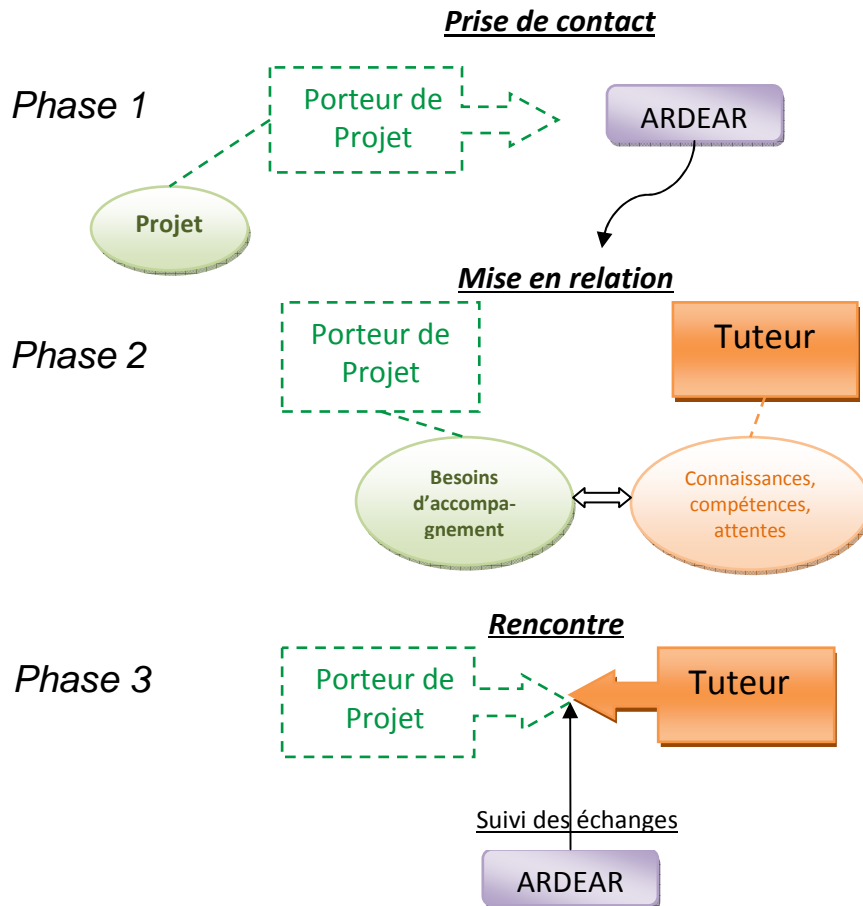 Prise de contact
Phase 1
Porteur de
Projet
ARDEAR
Projet
Mise en relation
Phase 2
Porteur de
Projet
Tuteur
Besoins
d'accompa-
gnement
Connaissances,
compétences,
attentes
Rencontre
Phase 3
Porteur de
Projet
Tuteur
Suivi des échanges
ARDEAR